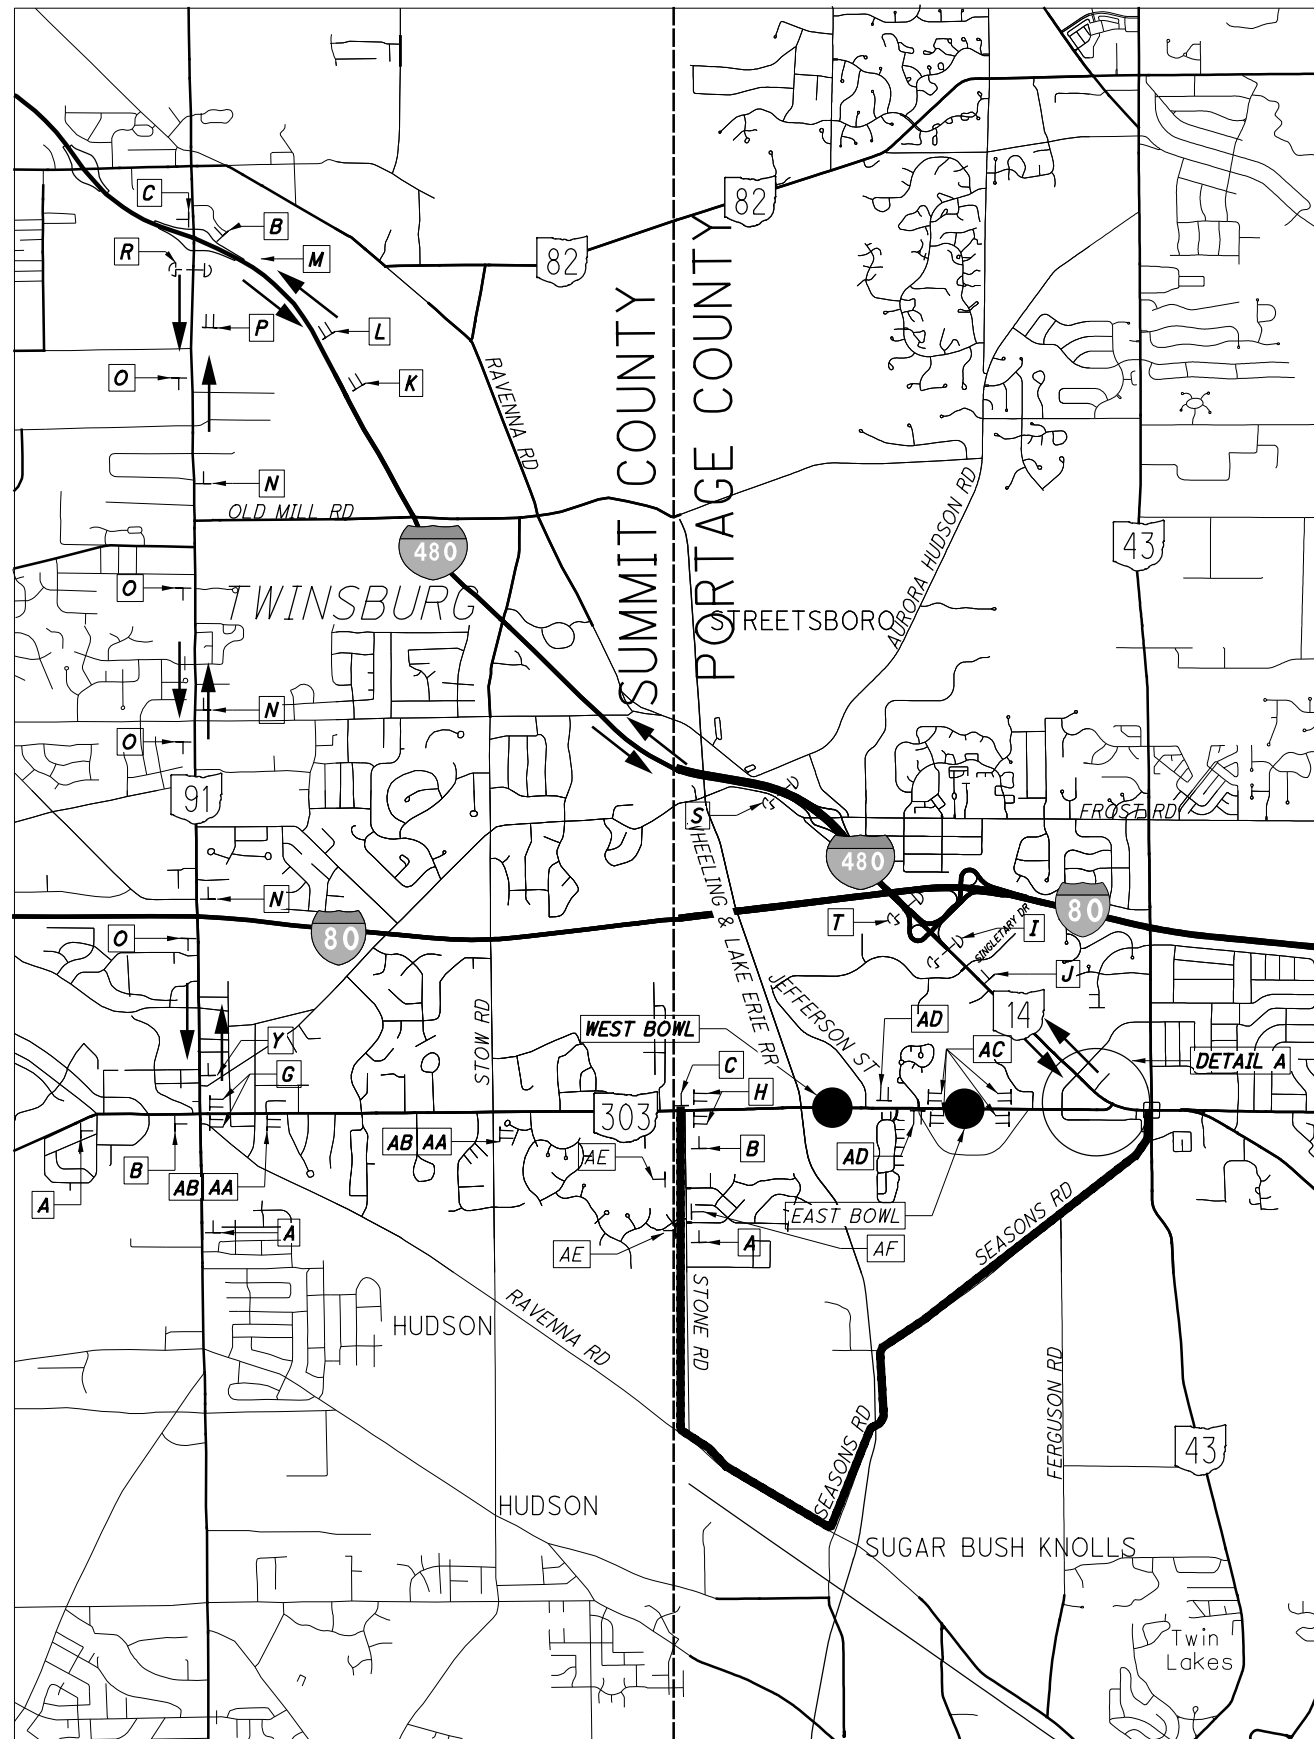 C
82
B
R
M
82
P
L
SUMMIT COUNTY
PORTAGE COUNTY
O
K
RAVENNA RD
N
AURORA HUDSON RD
OLD MILL RD
43
480
O
TWINSBURG
STREETSBORO
N
O
91
S
FROST RD
480
WHEELING & LAKE ERIE RR
N
80
T
I
80
O
SINGLETARY DR
J
JEFFERSON ST
STOW RD
WEST BOWL
AD
14
Y
AC
DETAIL A
G
C
H
303
AB AA
AE
B
AD
B
AB AA
A
EAST BOWL
SEASONS RD
A
AE
A
AF
STONE RD
RAVENNA RD
HUDSON
FERGUSON RD
SEASONS RD
43
HUDSON
SUGAR BUSH KNOLLS
Twin
Lakes